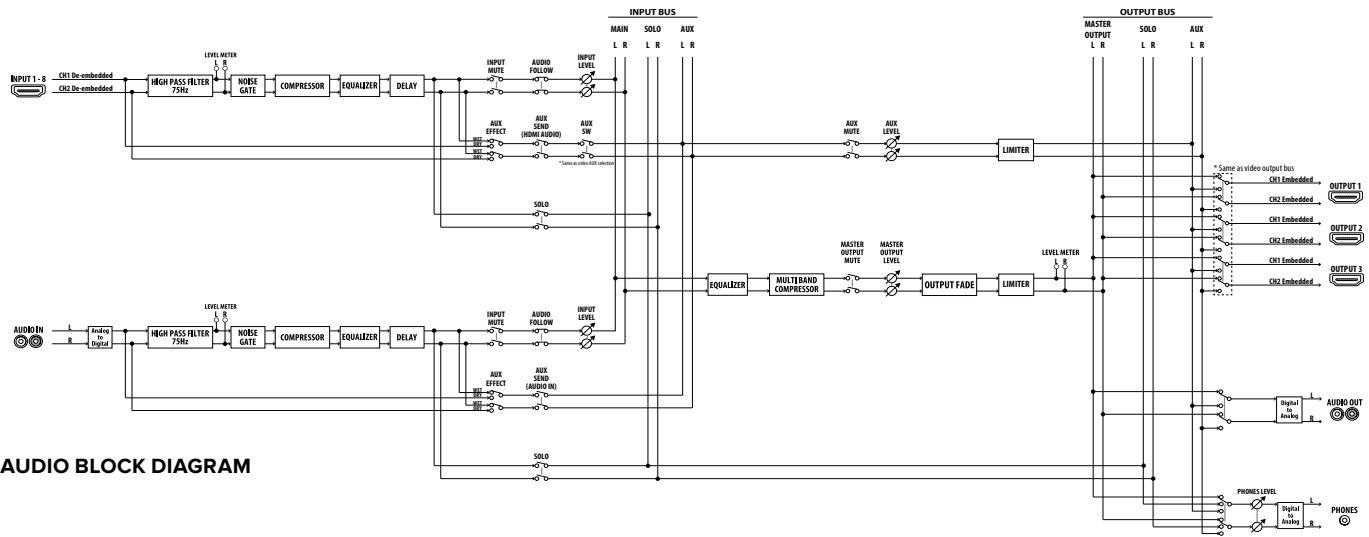 INPUT BUS
OUTPUT BUS
MAIN SOLO AUX
MASTER OUTPUT SOLO AUX
L R L R L R
L R L R L R
INPUT 1 - 8
CH1 De-embedded
CH2 De-embedded
HIGH PASS FILTER 75Hz
LEVEL METER
L R
NOISE GATE
COMPRESSOR
EQUALIZER
DELAY
INPUT MUTE
AUDIO FOLLOW
INPUT LEVEL
AUX EFFECT
AUX SEND (HDMI AUDIO)
AUX SW
WET
DRY
WET
DRY
* Same as video AUX selection
AUX MUTE
AUX LEVEL
LIMITER
SOLO
* Same as video output bus
CH1 Embedded
CH2 Embedded
OUTPUT 1
CH1 Embedded
CH2 Embedded
OUTPUT 2
CH1 Embedded
CH2 Embedded
OUTPUT 3
EQUALIZER
MULTI BAND COMPRESSOR
MASTER OUTPUT MUTE
MASTER OUTPUT LEVEL
OUTPUT FADE
LIMITER
LEVEL METER
L R
AUDIO IN
L
R
Analog to Digital
HIGH PASS FILTER 75Hz
LEVEL METER
L R
NOISE GATE
COMPRESSOR
EQUALIZER
DELAY
INPUT MUTE
AUDIO FOLLOW
INPUT LEVEL
AUX EFFECT
AUX SEND (AUDIO IN)
WET
DRY
WET
DRY
SOLO
Digital to Analog
L
R
AUDIO OUT
PHONES LEVEL
Digital to Analog
L
R
PHONES
AUDIO BLOCK DIAGRAM